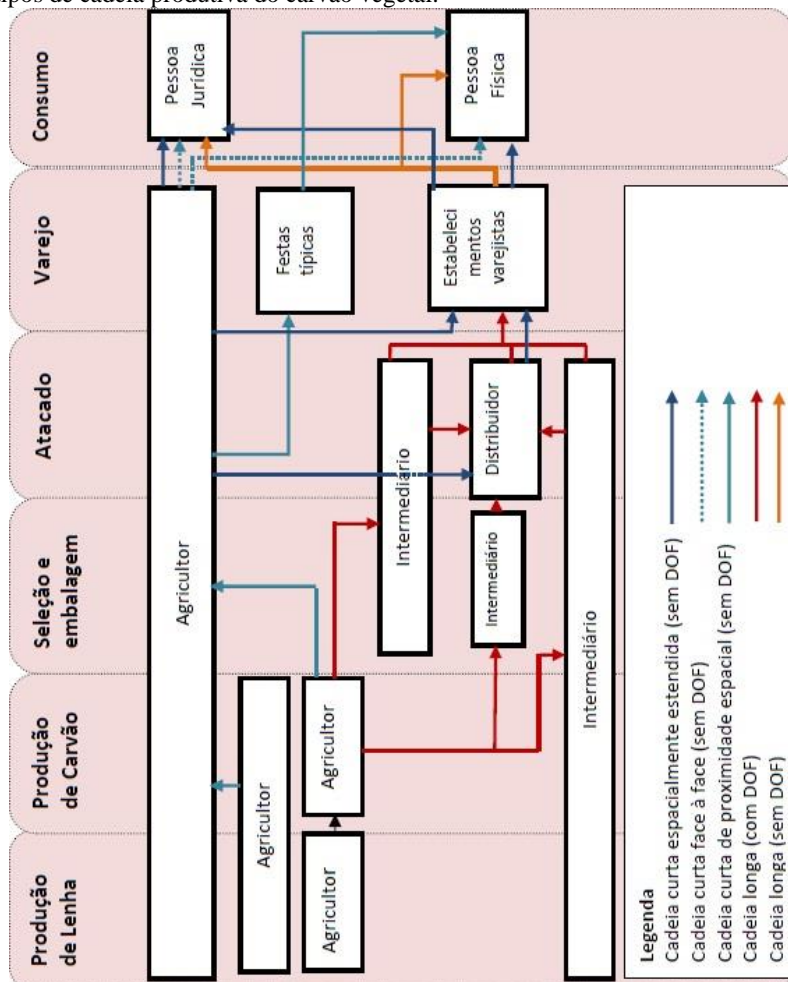 ipos de cadeia produtiva do carvão vegetal.
Produção
de Lenha
Produção
de Carvão
Seleção e
embalagem
Atacado
Varejo
Consumo
Agricultor
Agricultor
Agricultor
Agricultor
Intermediário
Intermediário
Intermediário
Distribuidor
Festas
típicas
Estabeleci
mentos
varejistas
Pessoa
Jurídica
Pessoa
Física
Legenda
Cadeia curta espacialmente estendida (sem DOF)
Cadeia curta face à face (sem DOF)
Cadeia curta de proximidade espacial (sem DOF)
Cadeia longa (com DOF)
Cadeia longa (sem DOF)